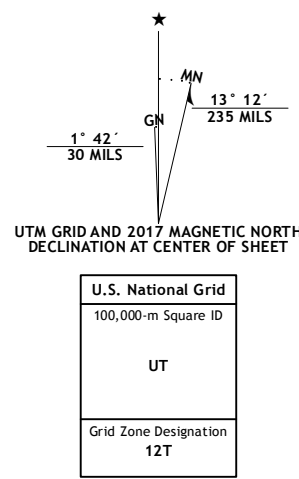 MN
GN
13° 12´
235 MILS
1° 42´
30 MILS
UTM GRID AND 2017 MAGNETIC NORTH
DECLINATION AT CENTER OF SHEET
U.S. National Grid
100,000-m Square ID
UT
Grid Zone Designation
12T